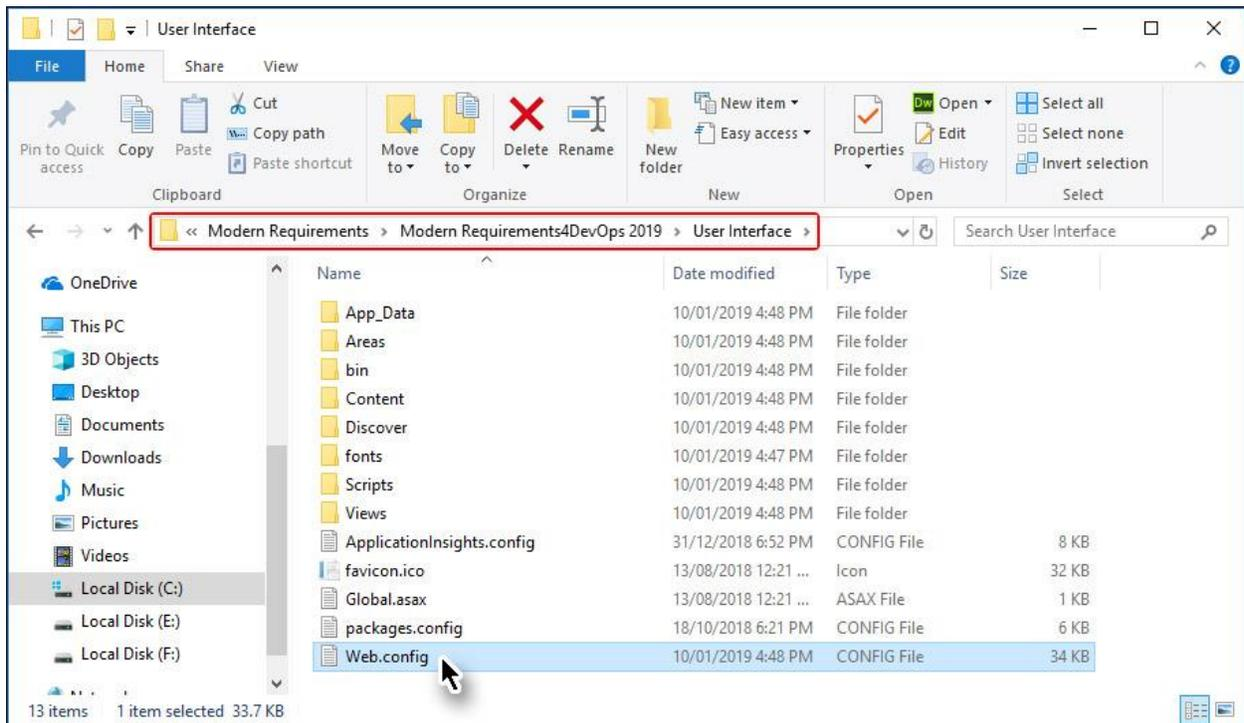 User Interface
File Home Share View
Pin to Quick access
Copy
Paste
Cut
Copy path
Paste shortcut
Clipboard
Move to
Copy to
Delete
Rename
Organize
New folder
New item
Easy access
New
Properties
Open
Edit
History
Open
Select all
Select none
Invert selection
Select
« Modern Requirements > Modern Requirements4DevOps 2019 > User Interface >
Search User Interface
OneDrive
This PC
3D Objects
Desktop
Documents
Downloads
Music
Pictures
Videos
Local Disk (C:)
Local Disk (E:)
Local Disk (F:)
Name Date modified Type Size
App_Data 10/01/2019 4:48 PM File folder
Areas 10/01/2019 4:48 PM File folder
bin 10/01/2019 4:48 PM File folder
Content 10/01/2019 4:48 PM File folder
Discover 10/01/2019 4:48 PM File folder
fonts 10/01/2019 4:47 PM File folder
Scripts 10/01/2019 4:48 PM File folder
Views 10/01/2019 4:48 PM File folder
ApplicationInsights.config 31/12/2018 6:52 PM CONFIG File 8 KB
favicon.ico 13/08/2018 12:21 ... Icon 32 KB
Global.asax 13/08/2018 12:21 ... ASAX File 1 KB
packages.config 18/10/2018 6:21 PM CONFIG File 6 KB
Web.config 10/01/2019 4:48 PM CONFIG File 34 KB
13 items 1 item selected 33.7 KB